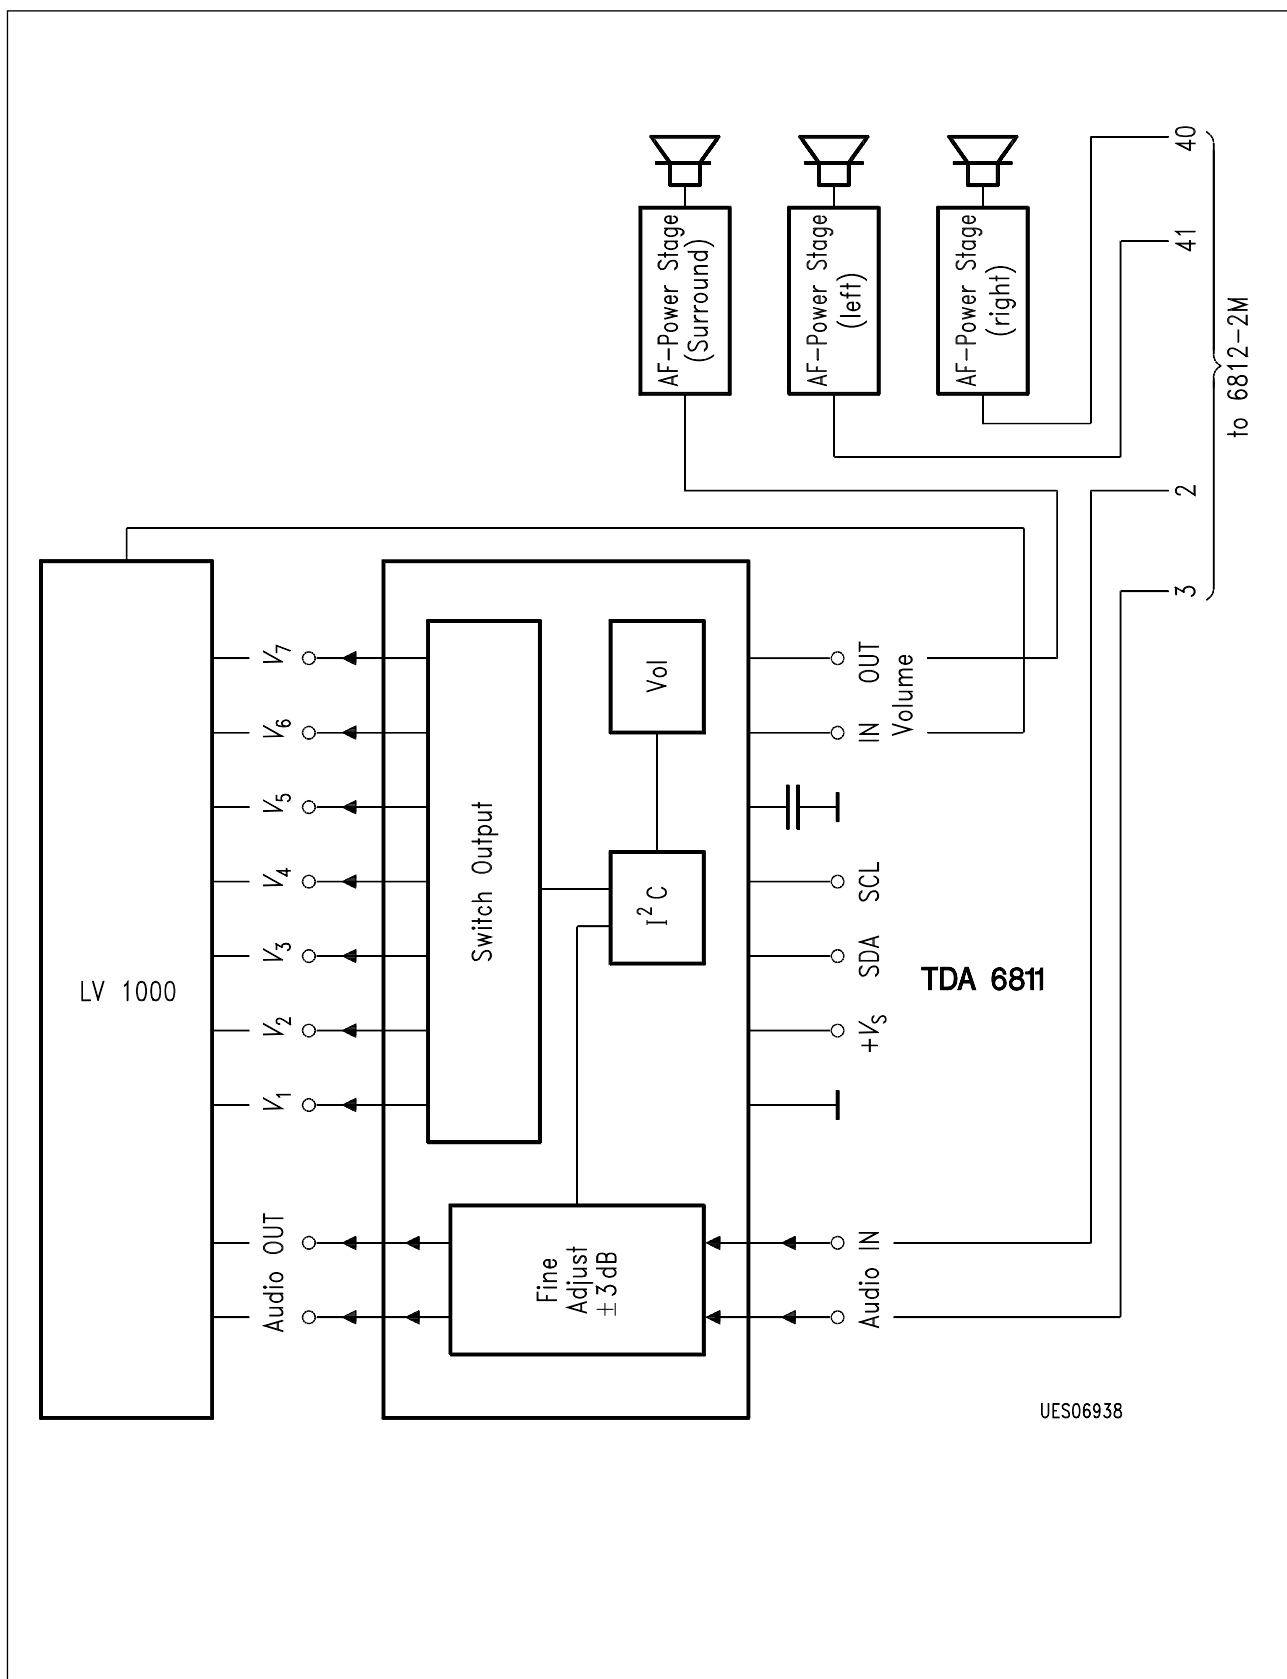 AF-Power Stage
(Surround)
AF-Power Stage
(left)
AF-Power Stage
(right)
40
41
2
3
to 6812-2M
LV 1000
V7
V6
V5
V4
V3
V2
V1
Audio OUT
Switch Output
Vol
I²C
Fine
Adjust
±3dB
OUT
IN
Volume
SCL
SDA
+VS
Audio IN
TDA 6811
UES06938